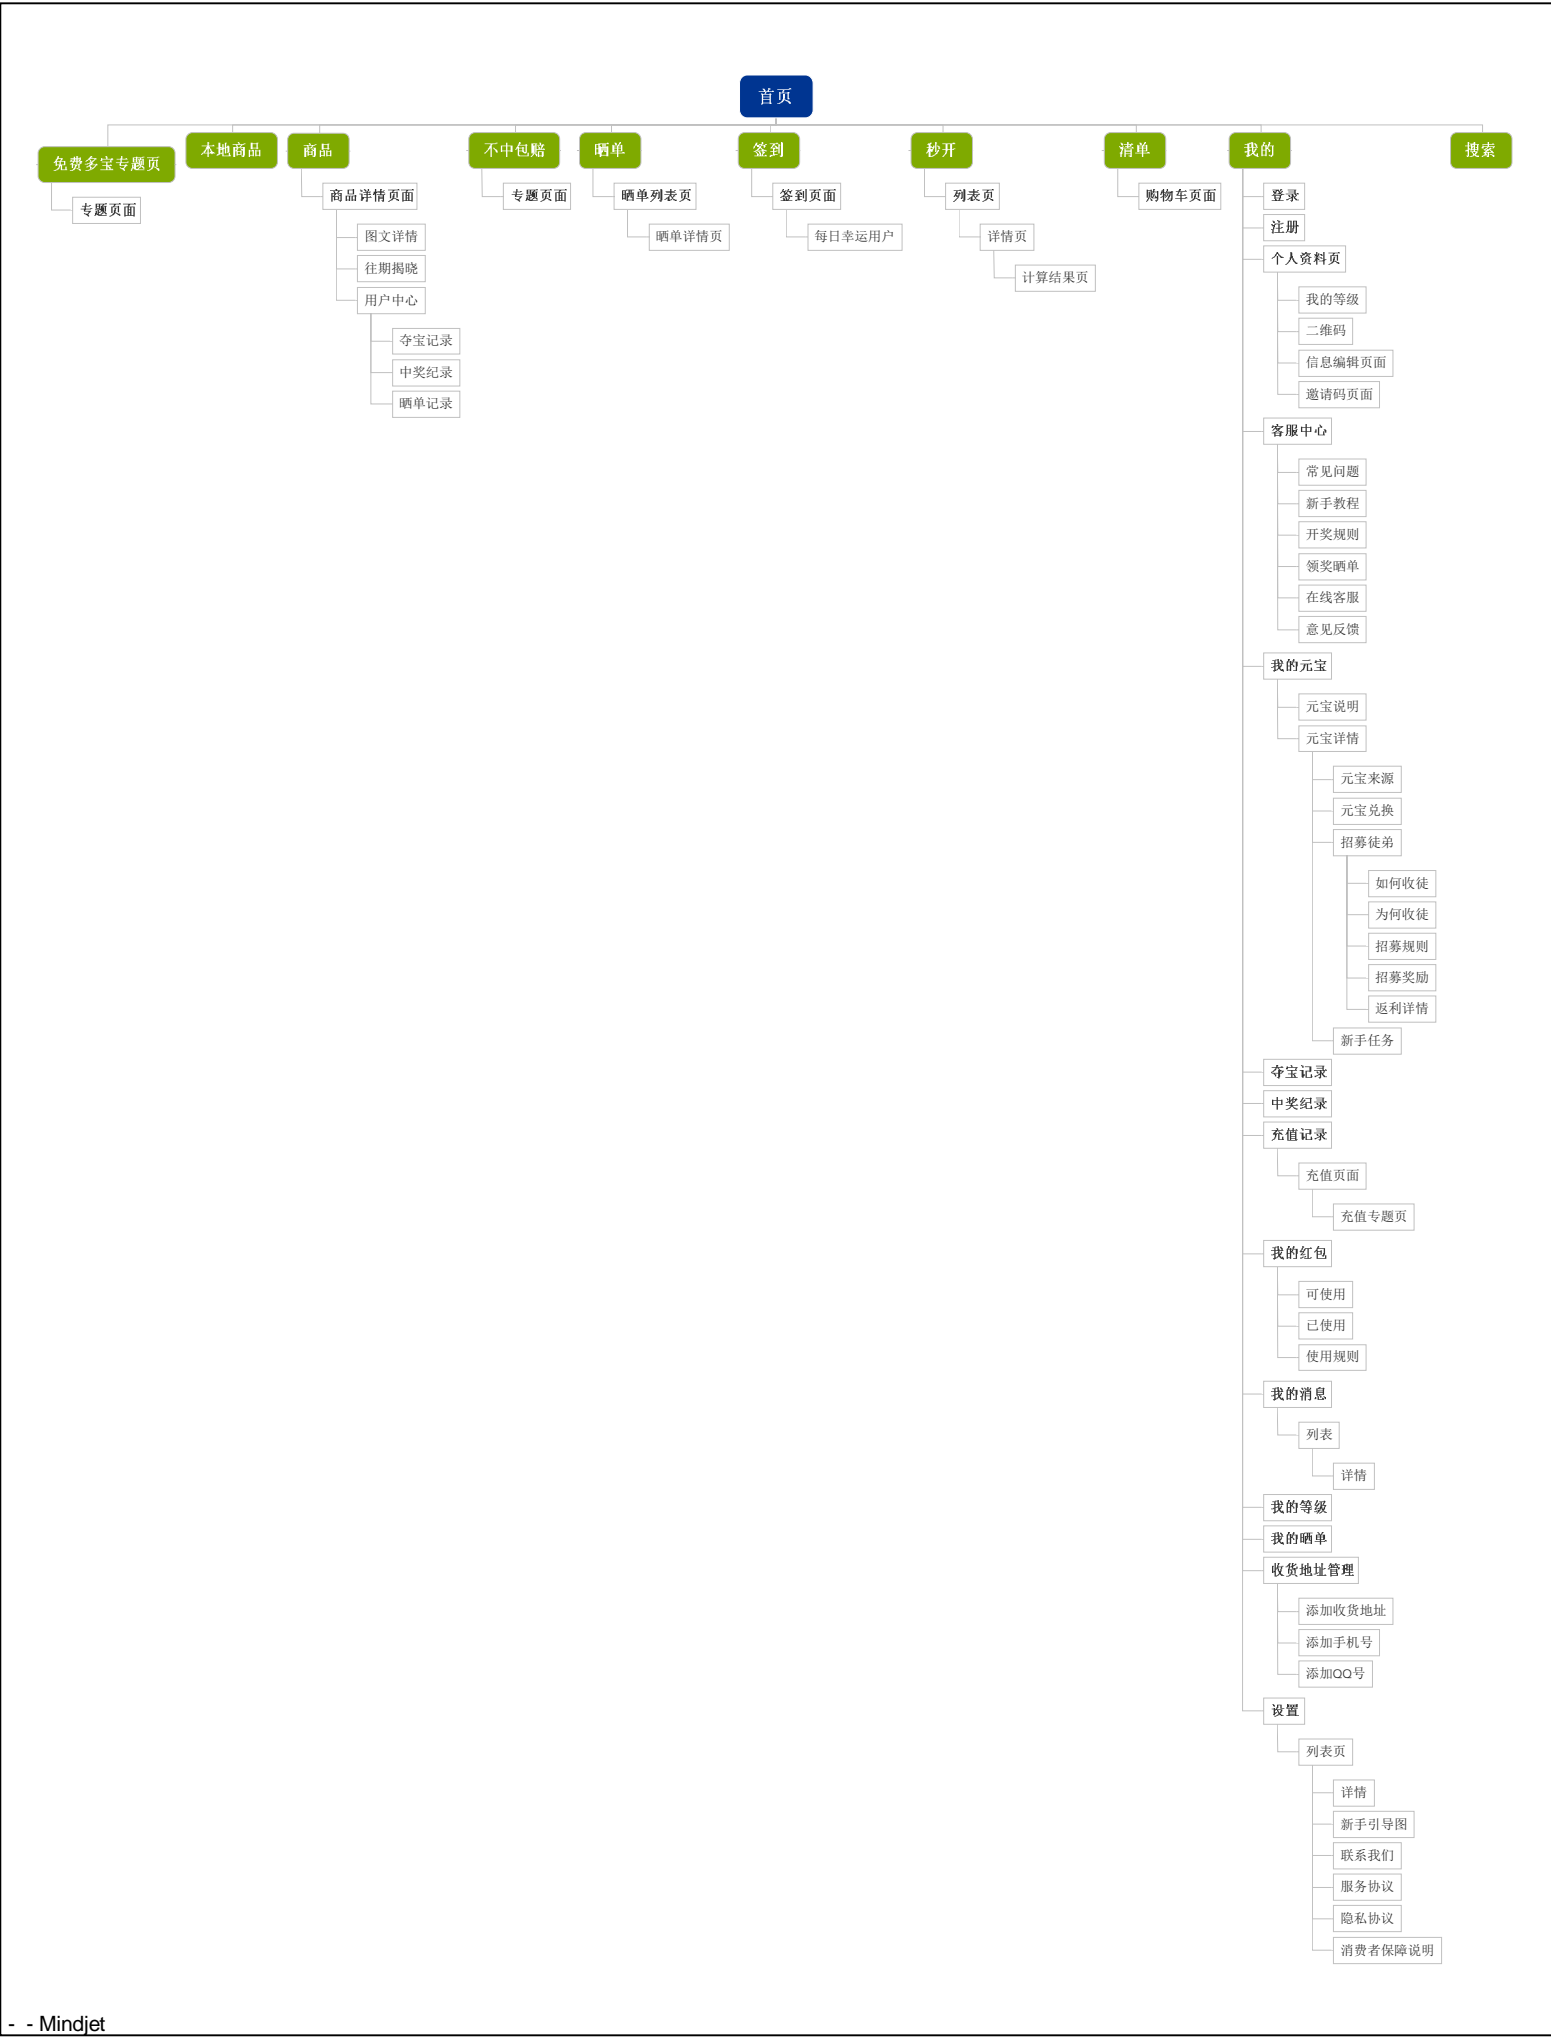 首页
免费多宝专题页
专题页面
本地商品
商品
商品详情页面
图文详情
往期揭晓
用户中心
夺宝记录
中奖纪录
晒单记录
不中包赔
专题页面
晒单
晒单列表页
晒单详情页
签到
签到页面
每日幸运用户
秒开
列表页
详情页
计算结果页
清单
购物车页面
我的
登录
注册
个人资料页
我的等级
二维码
信息编辑页面
邀请码页面
客服中心
常见问题
新手教程
开奖规则
领奖晒单
在线客服
意见反馈
我的元宝
元宝说明
元宝详情
元宝来源
元宝兑换
招募徒弟
如何收徒
为何收徒
招募规则
招募奖励
返利详情
新手任务
夺宝记录
中奖纪录
充值记录
充值页面
充值专题页
我的红包
可使用
已使用
使用规则
我的消息
列表
详情
我的等级
我的晒单
收货地址管理
添加收货地址
添加手机号
添加QQ号
设置
列表页
详情
新手引导图
联系我们
服务协议
隐私协议
消费者保障说明
搜索
- - Mindjet